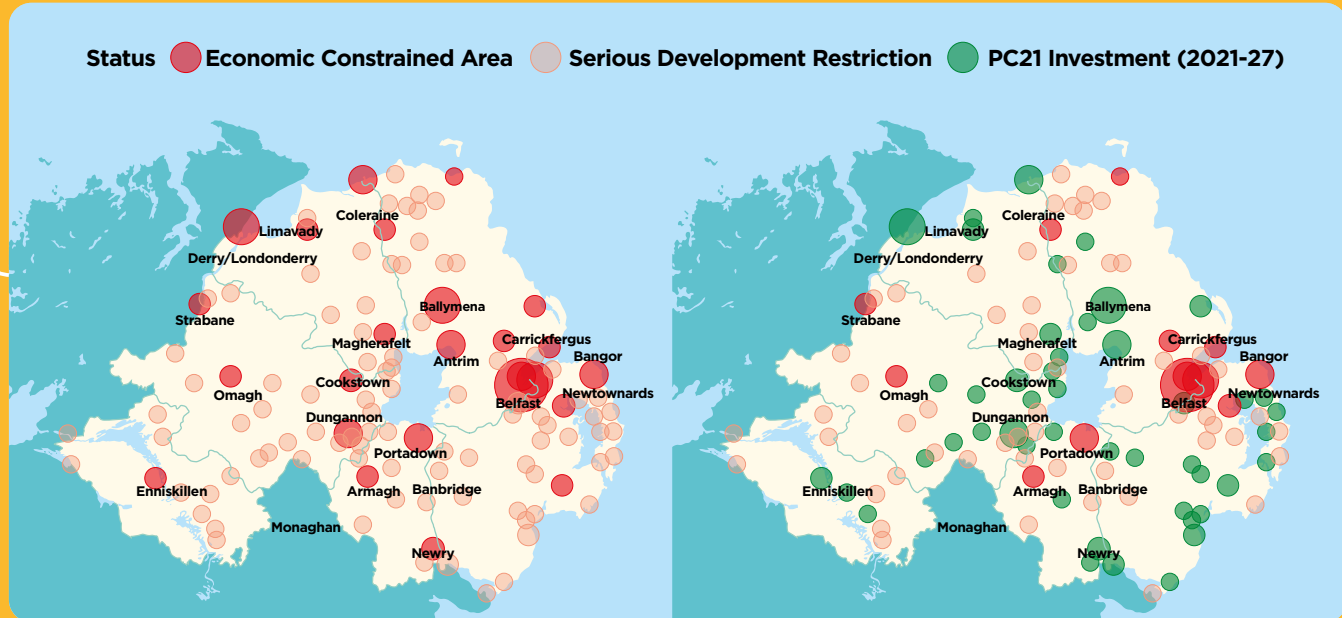 Status Economic Constrained Area Serious Development Restriction PC21 Investment (2021-27)
Coleraine
Limavady
Derry/Londonderry
Strabane
Ballymena
Magherafelt
Carrickfergus
Antrim
Bangor
Cookstown
Omagh
Newtownards
Belfast
Dungannon
Portadown
Enniskillen
Armagh
Banbridge
Monaghan
Newry
Coleraine
Limavady
Derry/Londonderry
Strabane
Ballymena
Magherafelt
Carrickfergus
Antrim
Bangor
Cookstown
Omagh
Newtownards
Belfast
Dungannon
Portadown
Enniskillen
Armagh
Banbridge
Monaghan
Newry